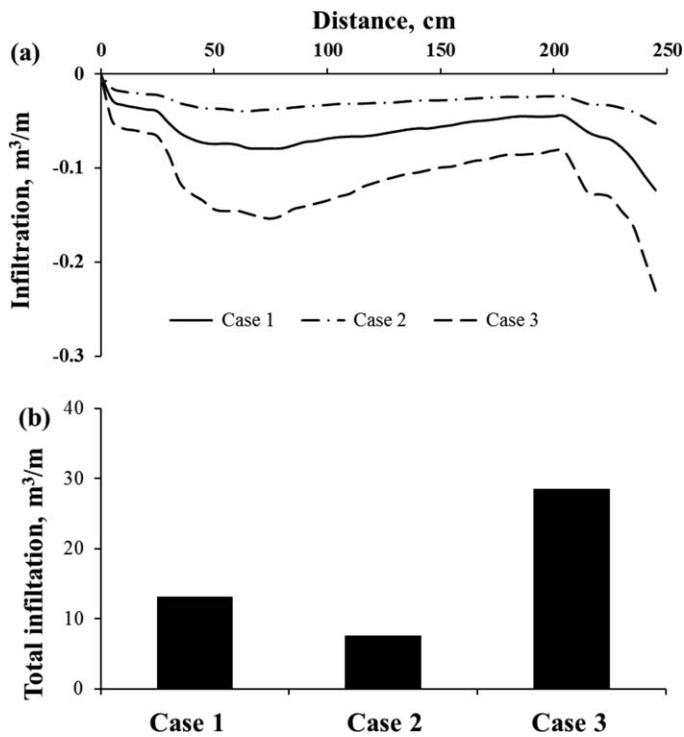 Distance, cm
(a)
0 50 100 150 200 250
0
-0.1
-0.2
-0.3
Infiltration, m³/m
Case 1 Case 2 Case 3
(b)
40
30
20
10
0
Total infiltation, m³/m
Case 1 Case 2 Case 3